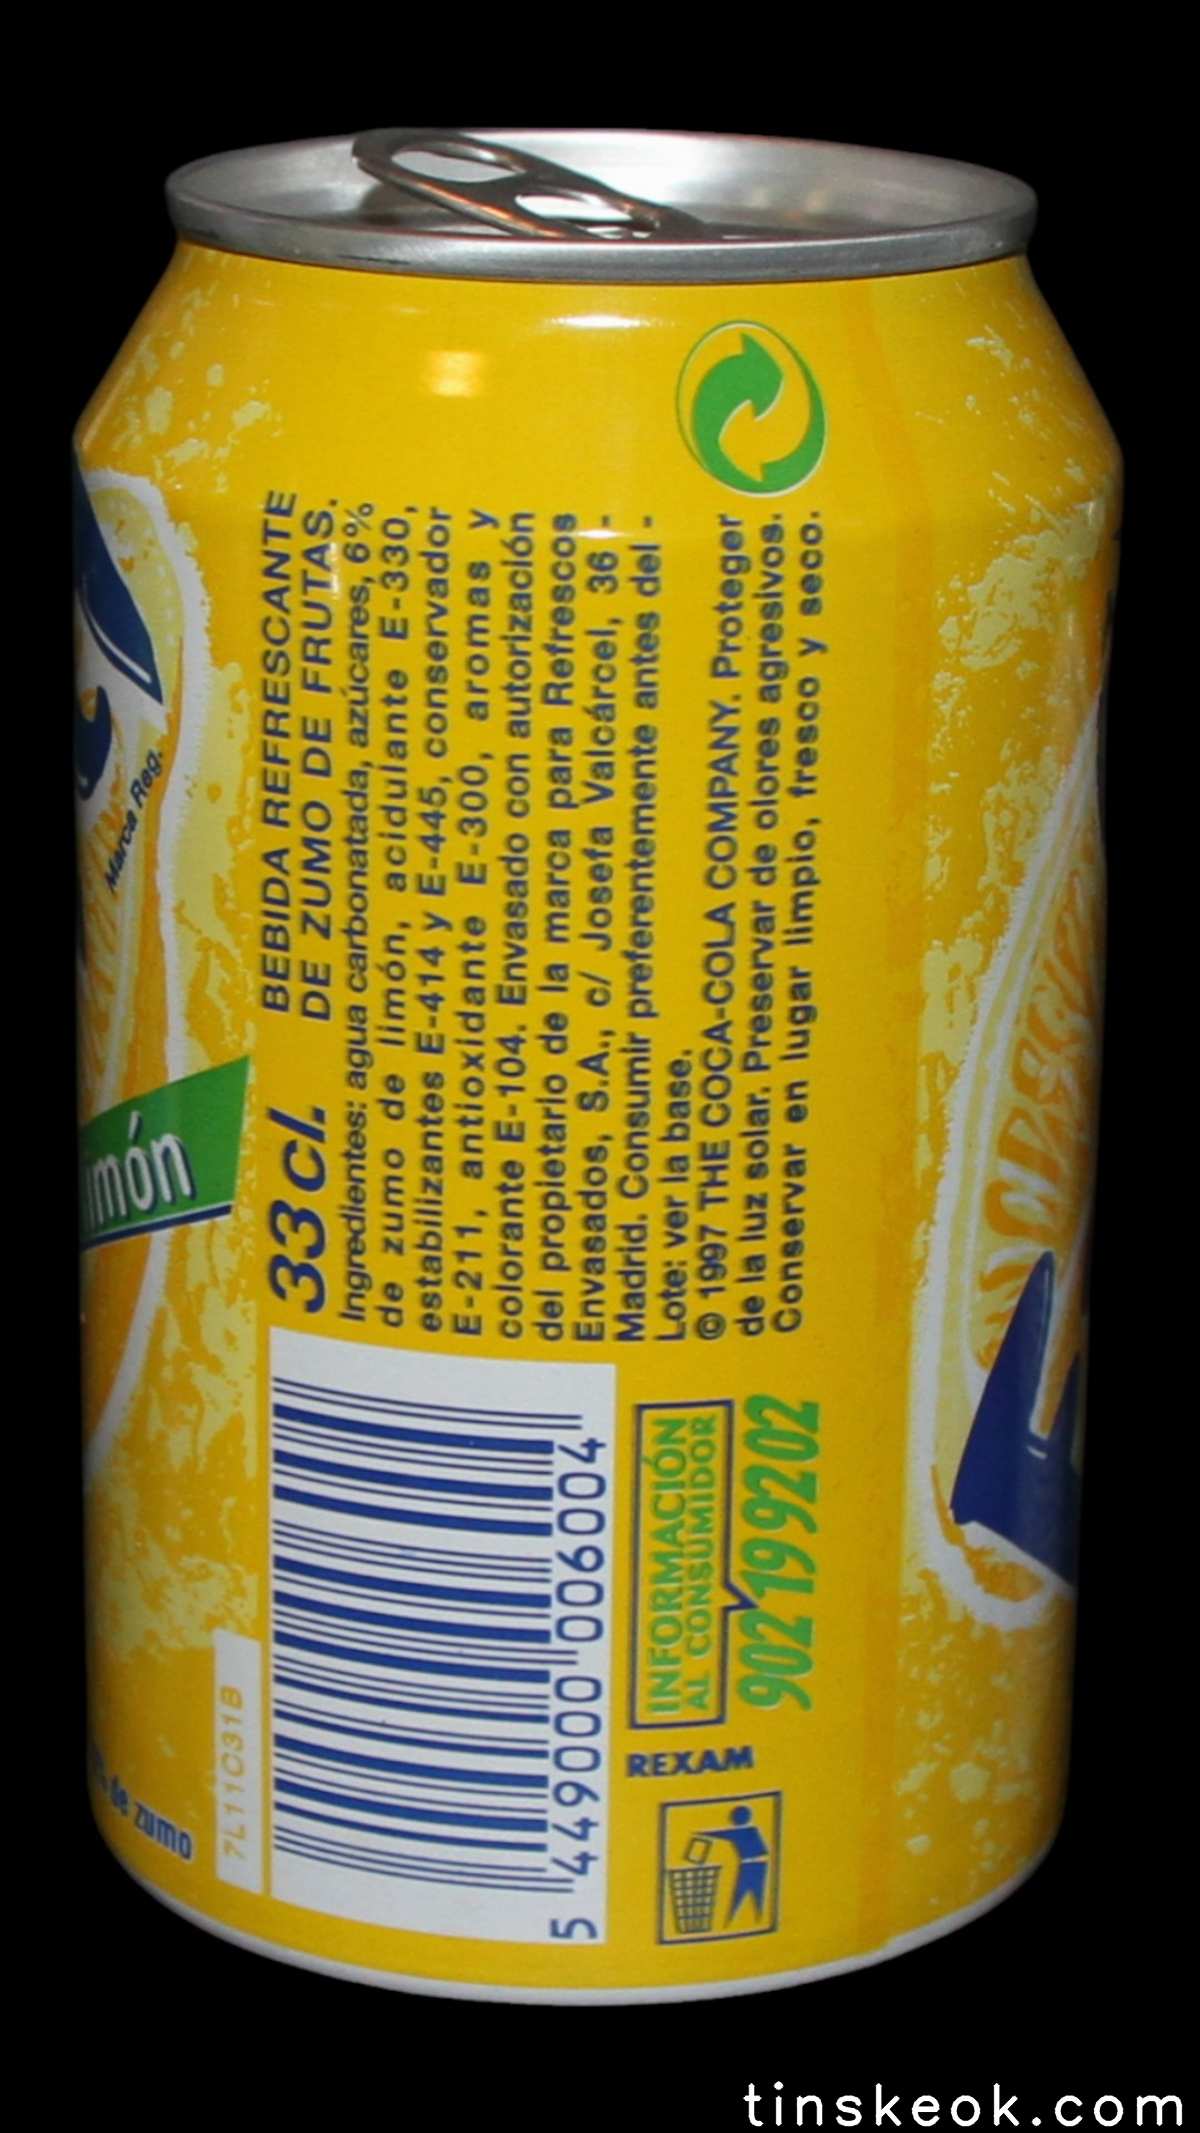 Marca Reg.
limón
de zumo
7L11C31B
33 cl.
BEBIDA REFRESCANTE
DE ZUMO DE FRUTAS.
Ingredientes: agua carbonatada, azúcares, 6%
de zumo de limón, acidulante E-330,
estabilizantes E-414 y E-445, conservador
E-211, antioxidante E-300, aromas y
colorante E-104. Envasado con autorización
del propietario de la marca para Refrescos
Envasados, S.A., c/ Josefa Valcárcel, 36 -
Madrid. Consumir preferentemente antes del -
Lote: ver la base.
© 1997 THE COCA-COLA COMPANY. Proteger
de la luz solar. Preservar de olores agresivos.
Conservar en lugar limpio, fresco y seco.
5 449000 006004
INFORMACIÓN
AL CONSUMIDOR
902 19 92 02
REXAM
tinskeok.com